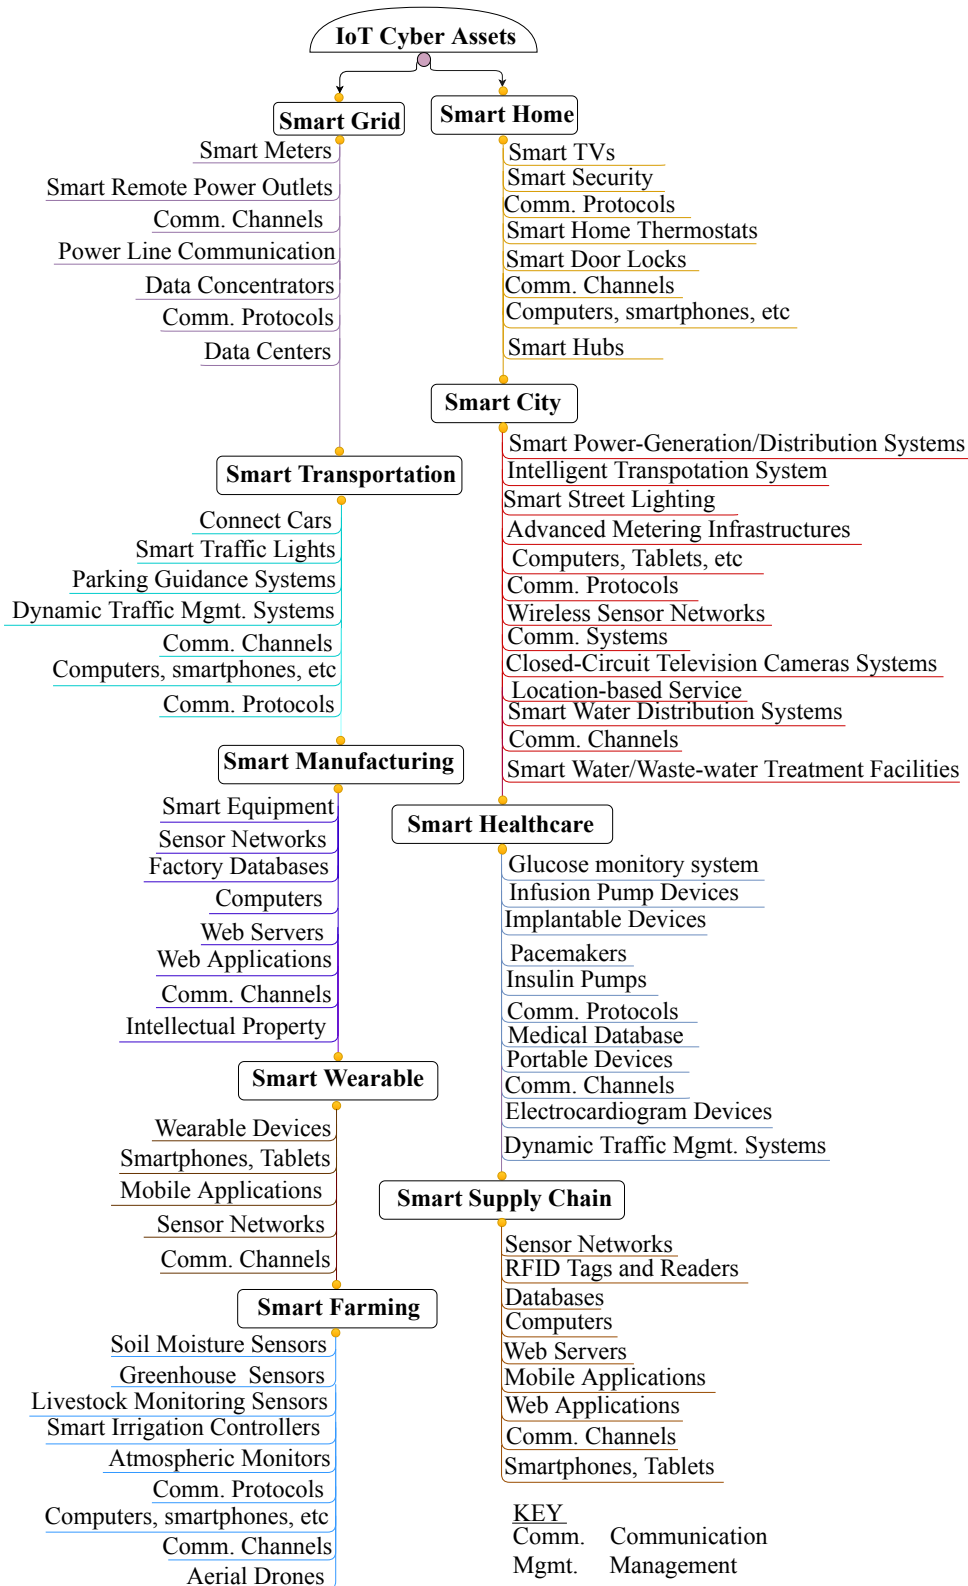 IoT Cyber Assets
Smart Grid
Smart Meters
Smart Remote Power Outlets
Comm. Channels
Power Line Communication
Data Concentrators
Comm. Protocols
Data Centers
Smart Transportation
Connect Cars
Smart Traffic Lights
Parking Guidance Systems
Dynamic Traffic Mgmt. Systems
Comm. Channels
Computers, smartphones, etc
Comm. Protocols
Smart Manufacturing
Smart Equipment
Sensor Networks
Factory Databases
Computers
Web Servers
Web Applications
Comm. Channels
Intellectual Property
Smart Wearable
Wearable Devices
Smartphones, Tablets
Mobile Applications
Sensor Networks
Comm. Channels
Smart Farming
Soil Moisture Sensors
Greenhouse Sensors
Livestock Monitoring Sensors
Smart Irrigation Controllers
Atmospheric Monitors
Comm. Protocols
Computers, smartphones, etc
Comm. Channels
Aerial Drones
Smart Home
Smart TVs
Smart Security
Comm. Protocols
Smart Home Thermostats
Smart Door Locks
Comm. Channels
Computers, smartphones, etc
Smart Hubs
Smart City
Smart Power-Generation/Distribution Systems
Intelligent Transpotation System
Smart Street Lighting
Advanced Metering Infrastructures
Computers, Tablets, etc
Comm. Protocols
Wireless Sensor Networks
Comm. Systems
Closed-Circuit Television Cameras Systems
Location-based Service
Smart Water Distribution Systems
Comm. Channels
Smart Water/Waste-water Treatment Facilities
Smart Healthcare
Glucose monitory system
Infusion Pump Devices
Implantable Devices
Pacemakers
Insulin Pumps
Comm. Protocols
Medical Database
Portable Devices
Comm. Channels
Electrocardiogram Devices
Dynamic Traffic Mgmt. Systems
Smart Supply Chain
Sensor Networks
RFID Tags and Readers
Databases
Computers
Web Servers
Mobile Applications
Web Applications
Comm. Channels
Smartphones, Tablets
KEY
Comm. Communication
Mgmt. Management